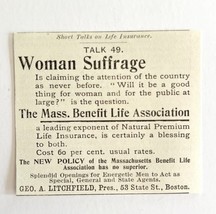 Short Talks on Life Insurance.
TALK 49.
Woman Suffrage
Is claiming the attention of the country
as never before. "Will it be a good
thing for woman and for the public at
large?" is the question.
The Mass. Benefit Life Association
a leading exponent of Natural Premium
Life Insurance, is certainly a blessing
to both.
Cost 60 per cent. usual rates.
The NEW POLICY of the Massachusetts Benefit Life
Association has no superior.
Splendid Openings for Energetic Men to Act as
Special, General and State Agents.
GEO. A. LITCHFIELD, Pres., 53 State St., Boston.